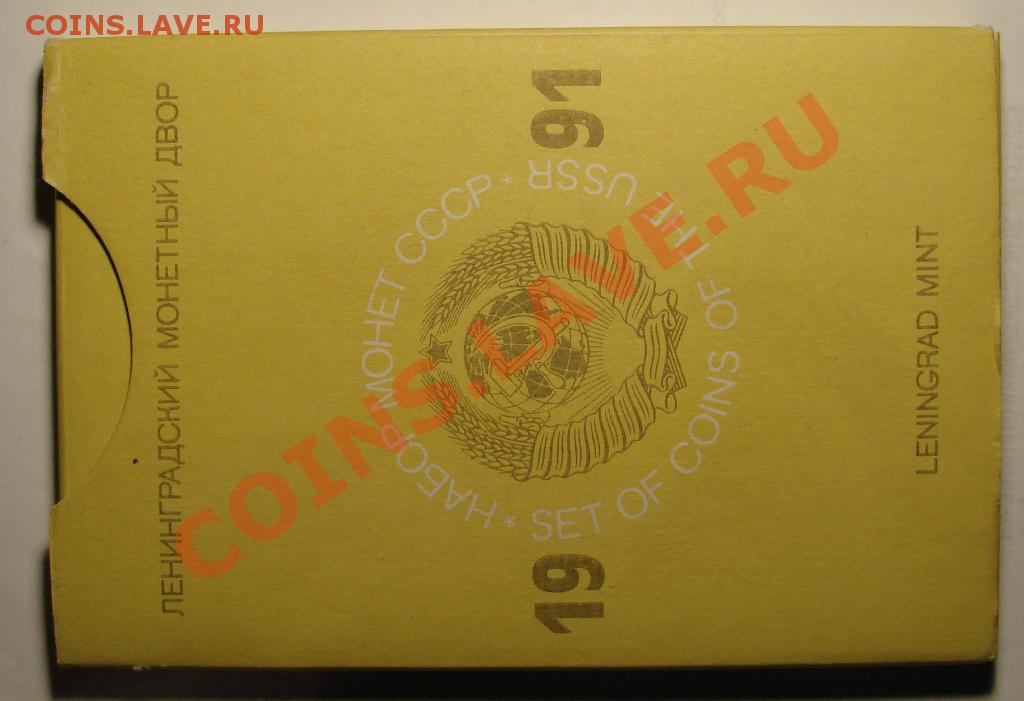 COINS.LAVE.RU
ЛЕНИНГРАДСКИЙ МОНЕТНЫЙ ДВОР
НАБОР МОНЕТ СССР *
SET OF COINS OF THE USSR *
19 91
LENINGRAD MINT
COINS.LAVE.RU